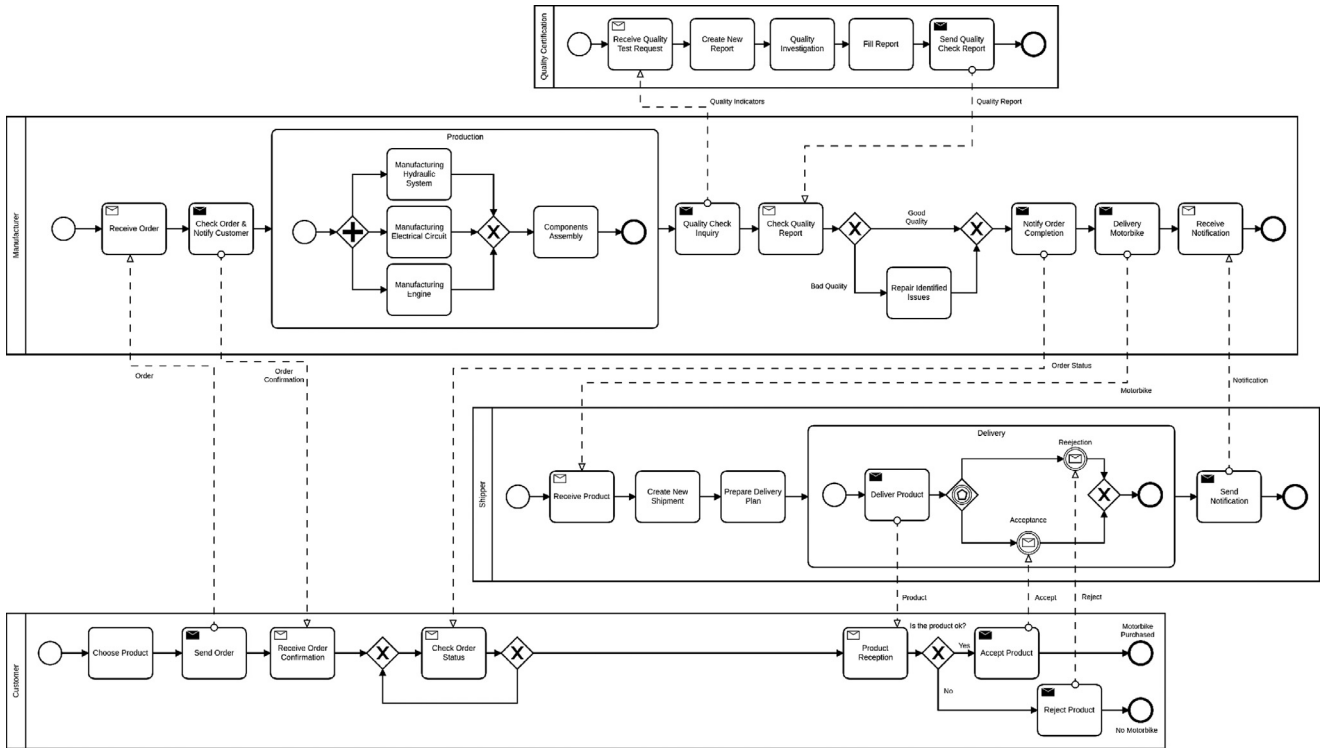 Quality Certification
Receive Quality
Test Request
Create New
Report
Quality
Investigation
Fill Report
Send Quality
Check Report
Quality Indicators
Quality Report
Manufacturer
Receive Order
Check Order &
Notify Customer
Production
Manufacturing
Hydraulic
System
Manufacturing
Electrical Circuit
Manufacturing
Engine
Components
Assembly
Quality Check
Inquiry
Check Quality
Report
Good
Quality
Bad Quality
Repair Identified
Issues
Notify Order
Completion
Delivery
Motorbike
Receive
Notification
Order
Order
Confirmation
Order Status
Motorbike
Notification
Shipper
Receive Product
Create New
Shipment
Prepare Delivery
Plan
Delivery
Deliver Product
Reejection
Acceptance
Send
Notification
Product
Accept
Reject
Customer
Choose Product
Send Order
Receive Order
Confirmation
Check Order
Status
Product
Reception
Is the product ok?
Yes
No
Accept Product
Reject Product
Motorbike
Purchased
No Motorbike